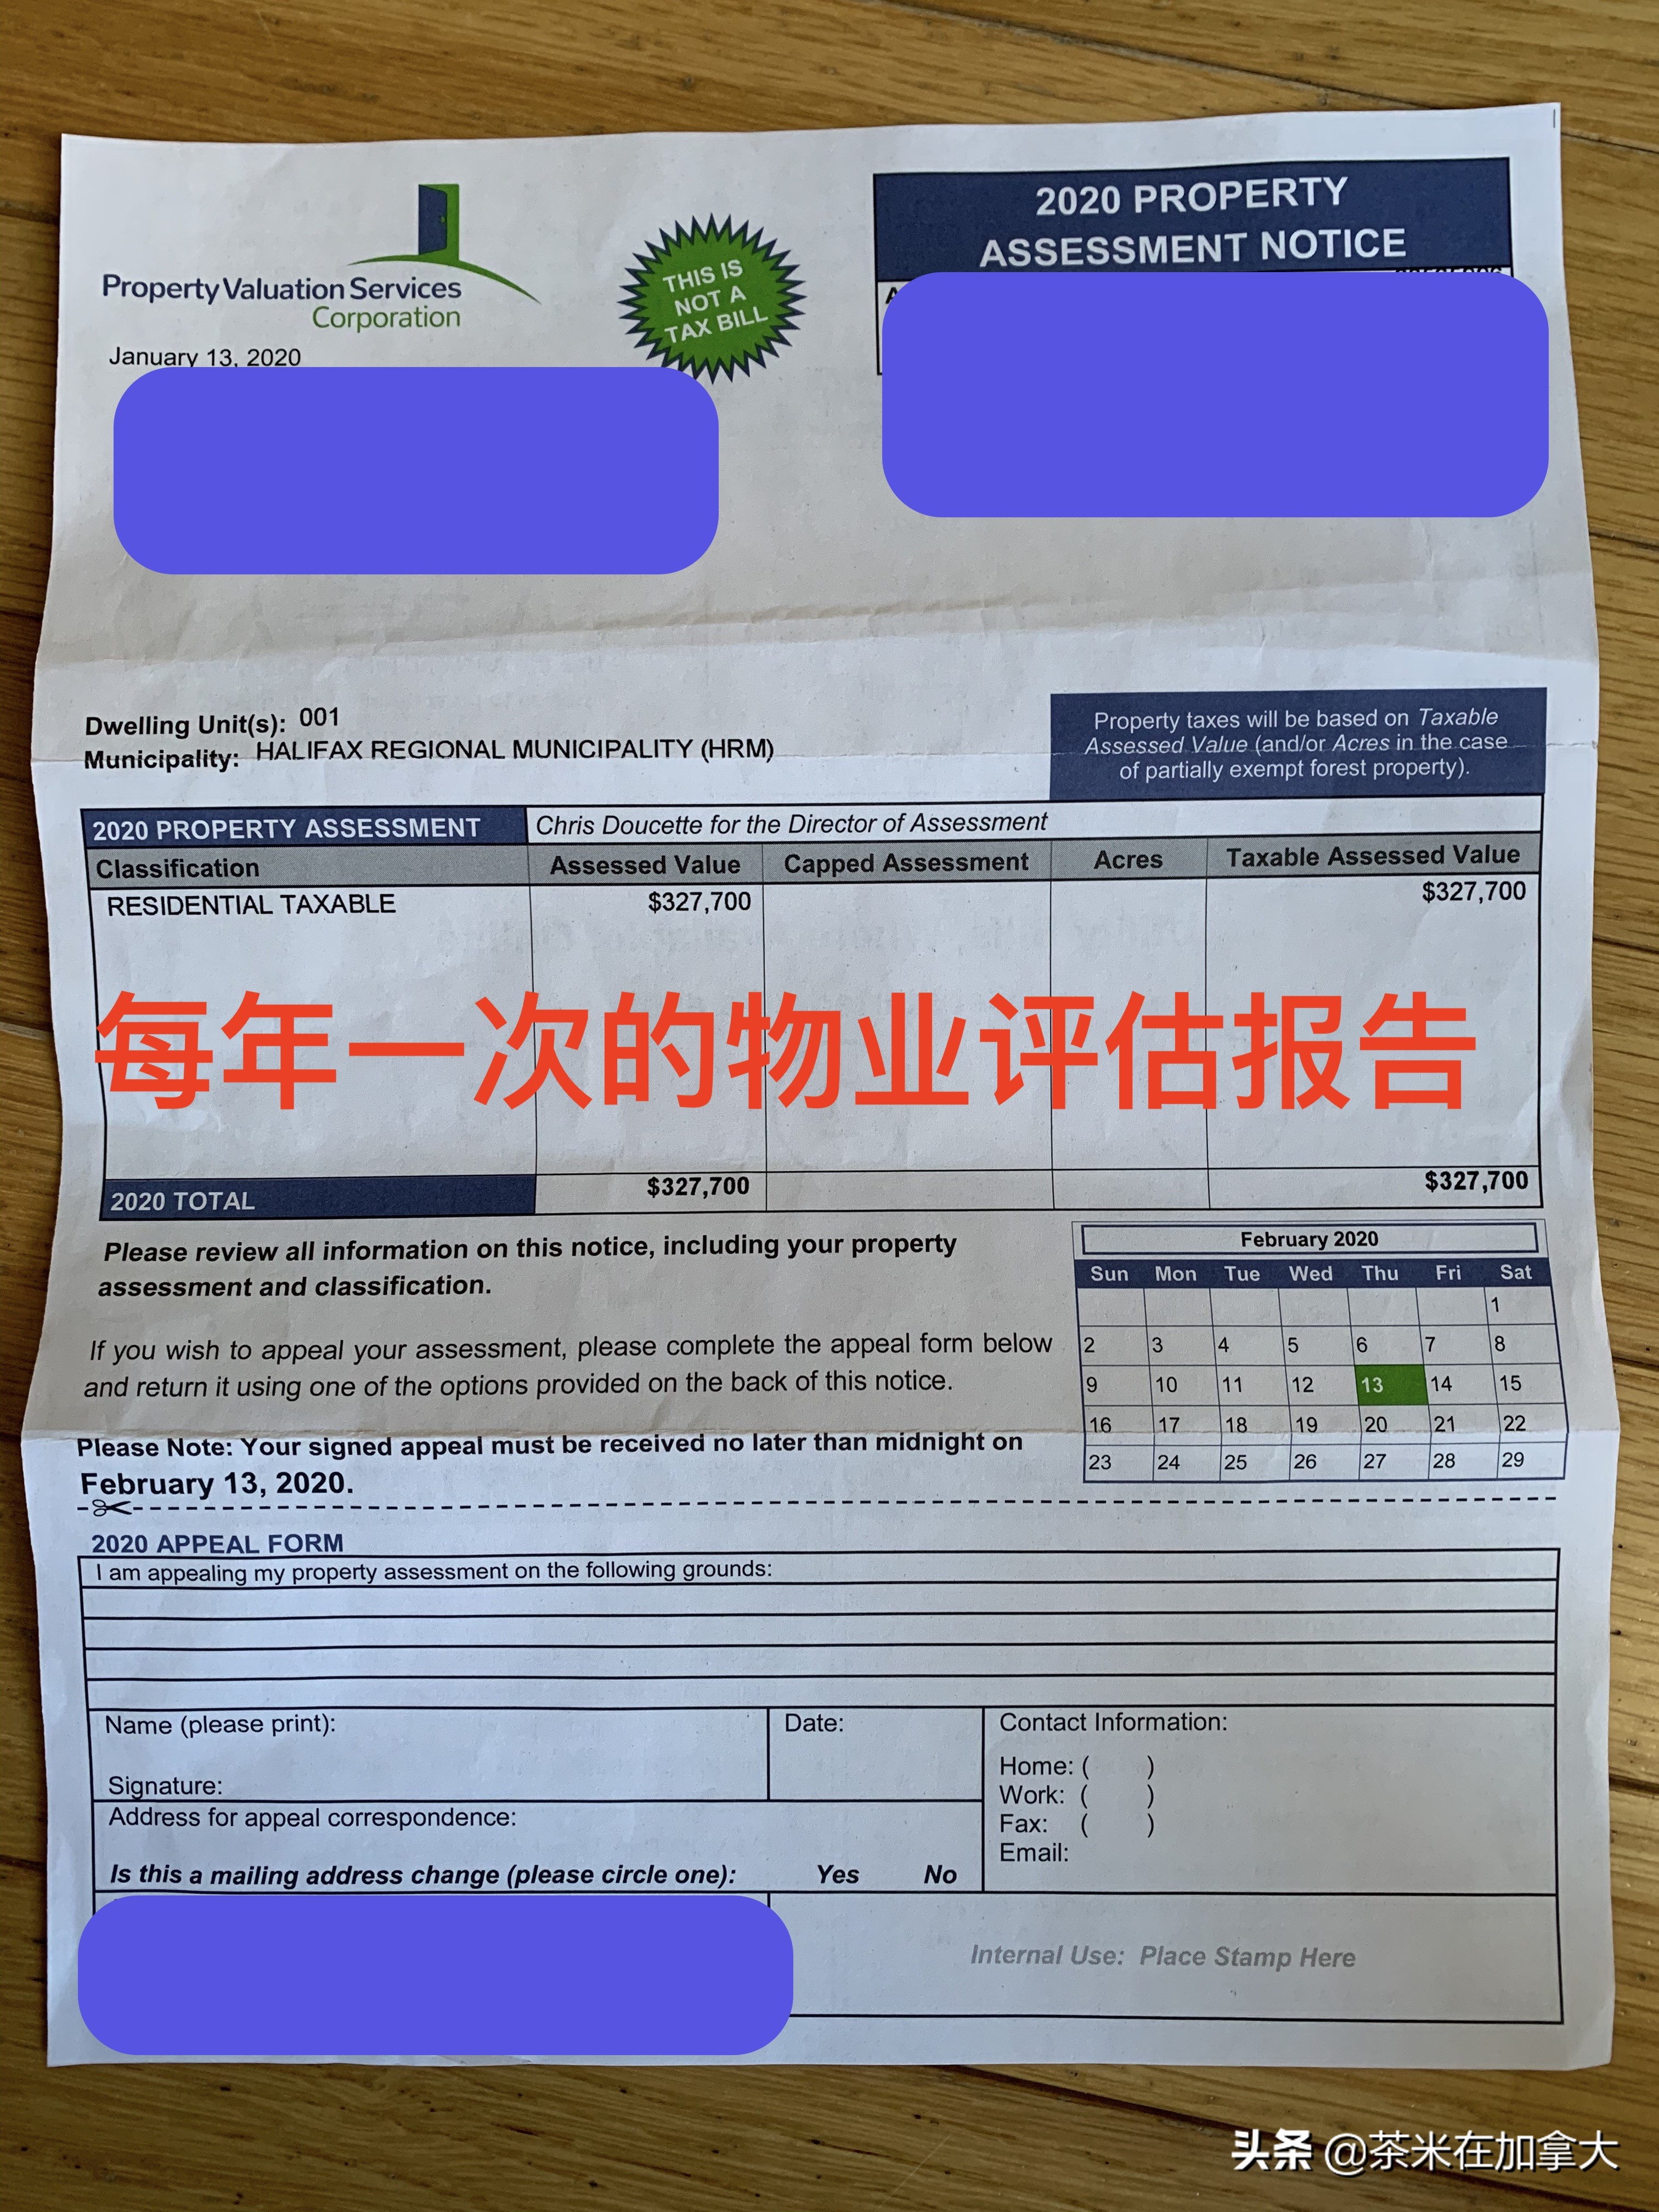 Property Valuation Services
Corporation
January 13, 2020
THIS IS
NOT A
TAX BILL
2020 PROPERTY
ASSESSMENT NOTICE
Dwelling Unit(s): 001
Municipality: HALIFAX REGIONAL MUNICIPALITY (HRM)
Property taxes will be based on Taxable
Assessed Value (and/or Acres in the case
of partially exempt forest property).
2020 PROPERTY ASSESSMENT Chris Doucette for the Director of Assessment
Classification Assessed Value Capped Assessment Acres Taxable Assessed Value
RESIDENTIAL TAXABLE $327,700 $327,700
每年一次的物业评估报告
2020 TOTAL $327,700 $327,700
Please review all information on this notice, including your property
assessment and classification.
If you wish to appeal your assessment, please complete the appeal form below
and return it using one of the options provided on the back of this notice.
Please Note: Your signed appeal must be received no later than midnight on
February 13, 2020.
February 2020
Sun Mon Tue Wed Thu Fri Sat
1
2 3 4 5 6 7 8
9 10 11 12 13 14 15
16 17 18 19 20 21 22
23 24 25 26 27 28 29
2020 APPEAL FORM
I am appealing my property assessment on the following grounds:
Name (please print):
Signature:
Date:
Contact Information:
Home: ( )
Work: ( )
Fax: ( )
Email:
Address for appeal correspondence:
Is this a mailing address change (please circle one): Yes No
Internal Use: Place Stamp Here
头条 @茶米在加拿大